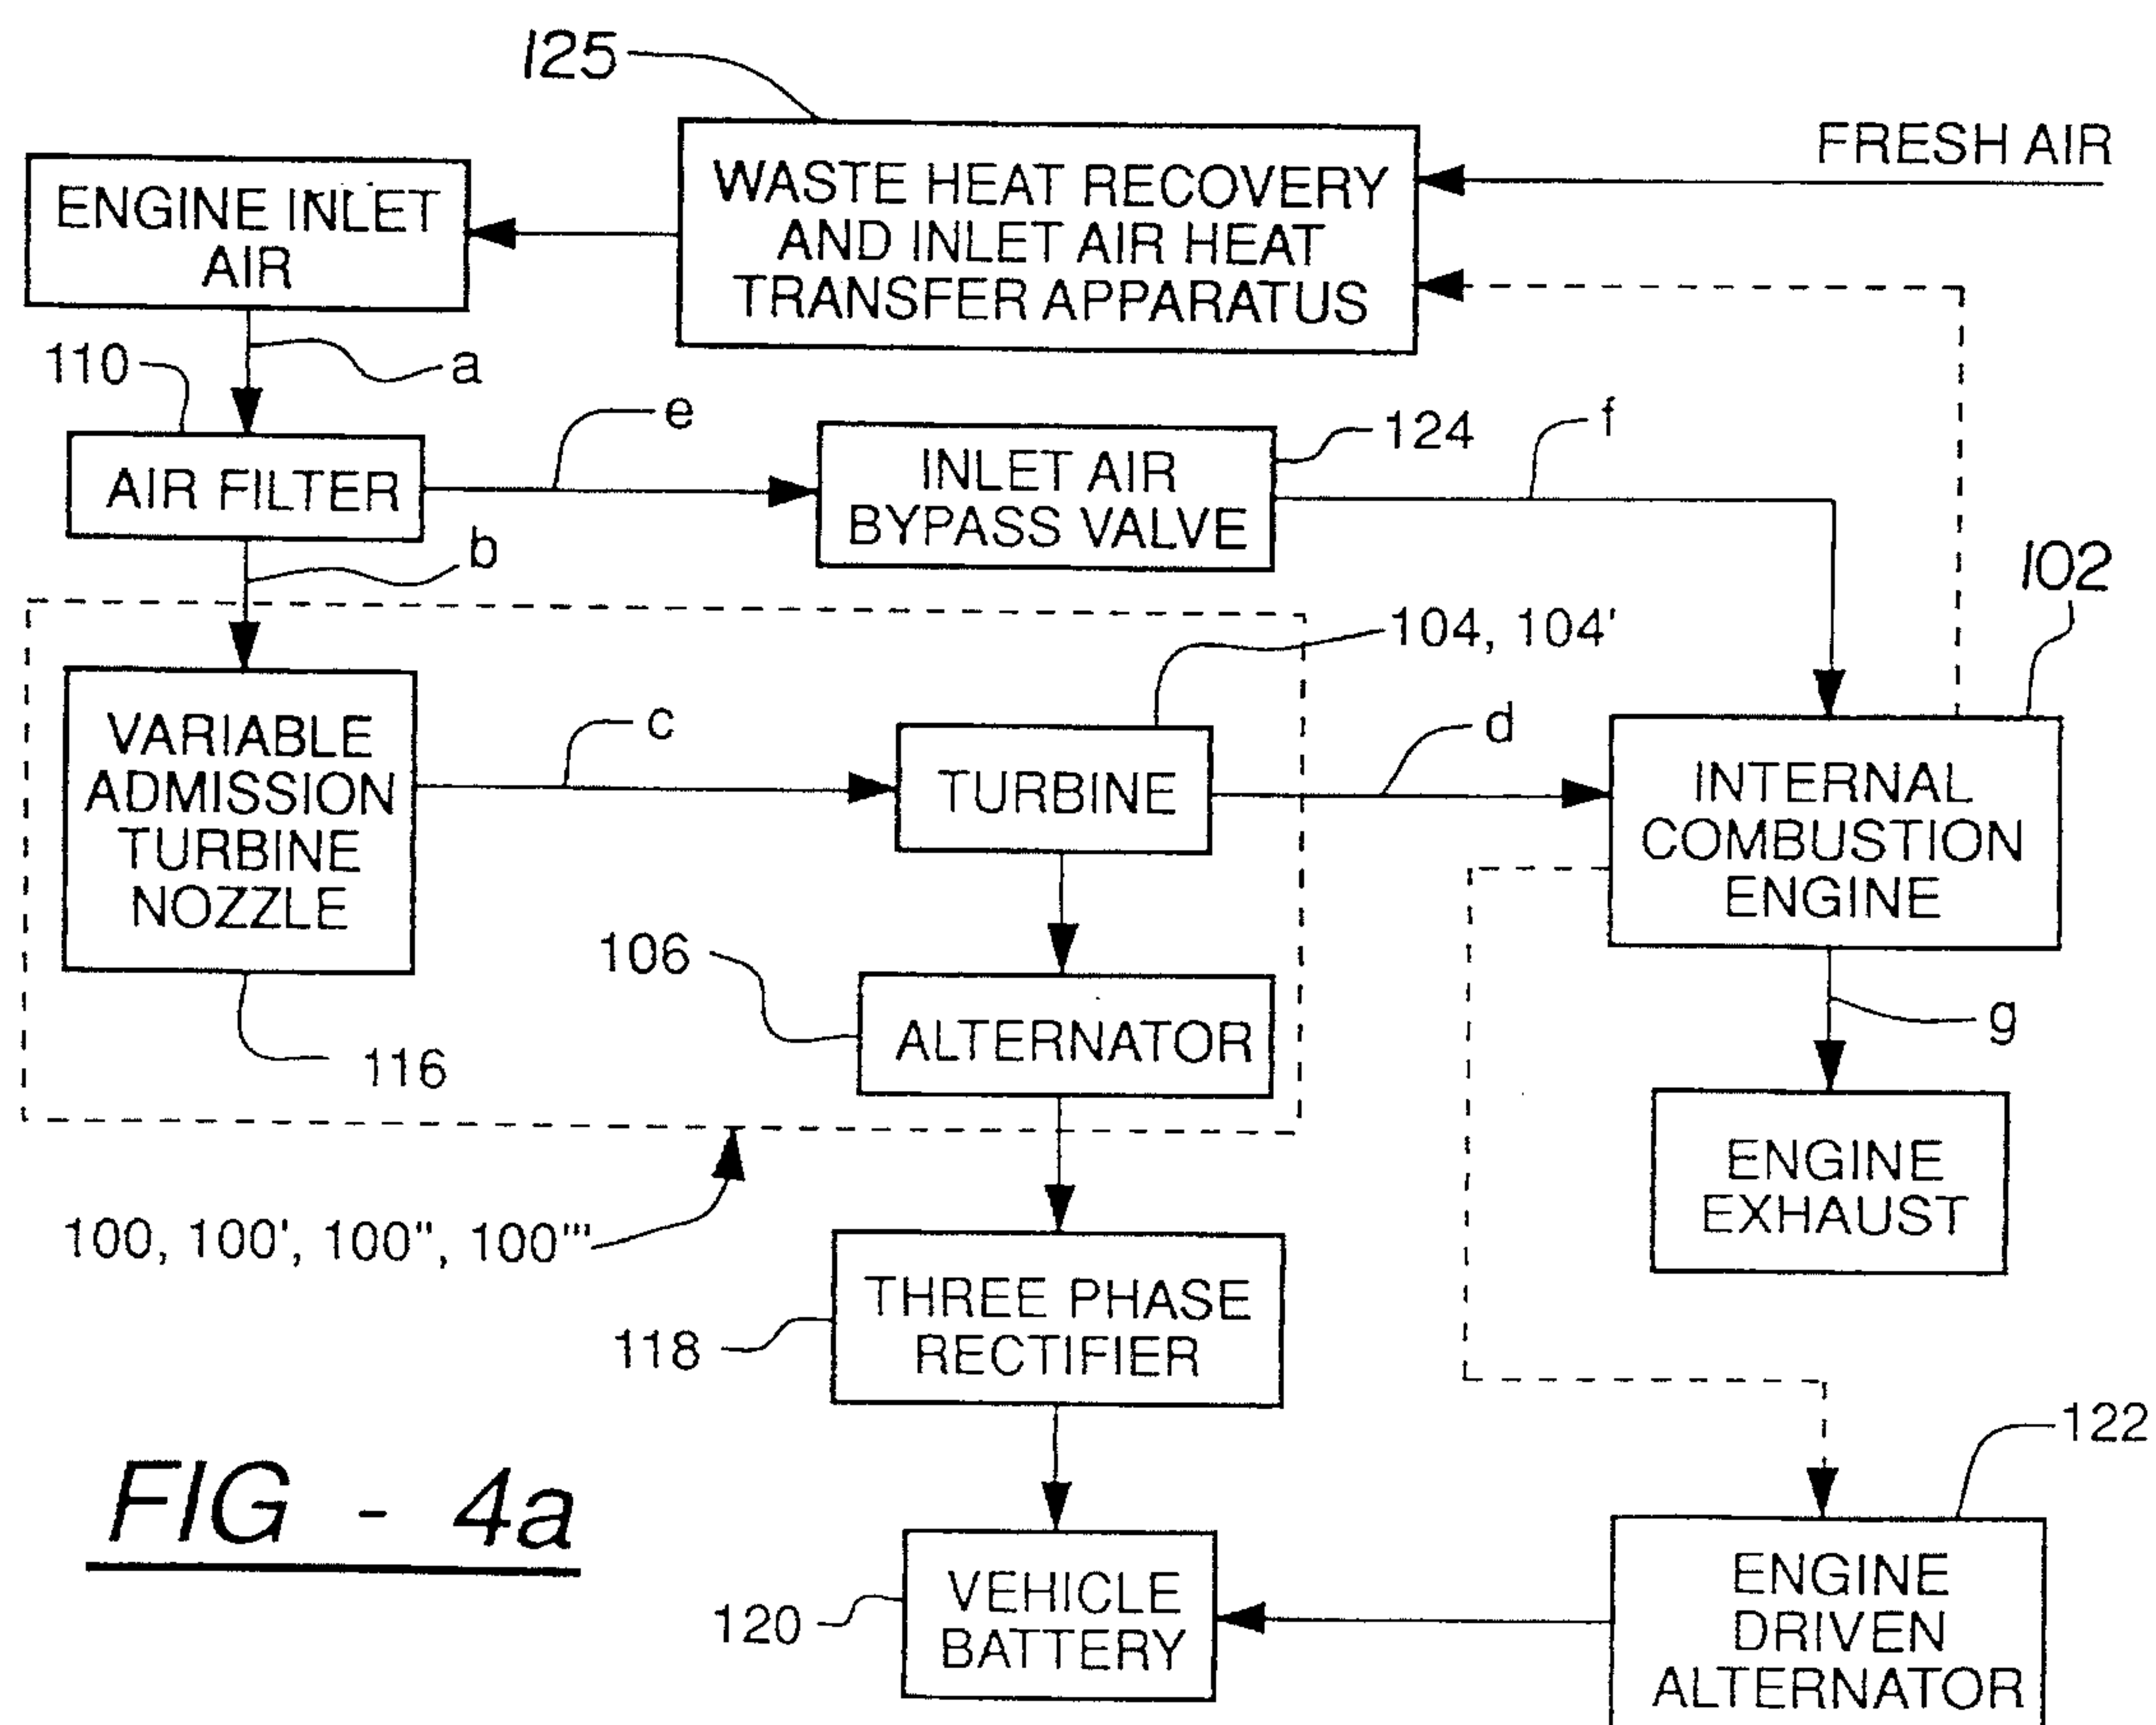 125
FRESH AIR
WASTE HEAT RECOVERY
AND INLET AIR HEAT
TRANSFER APPARATUS
ENGINE INLET
AIR
110
a
e
124
f
AIR FILTER
INLET AIR
BYPASS VALVE
b
102
104, 104'
VARIABLE
ADMISSION
TURBINE
NOZZLE
c
TURBINE
d
INTERNAL
COMBUSTION
ENGINE
106
ALTERNATOR
116
g
ENGINE
EXHAUST
100, 100', 100", 100'"
THREE PHASE
RECTIFIER
118
122
FIG - 4a
VEHICLE
BATTERY
120
ENGINE
DRIVEN
ALTERNATOR